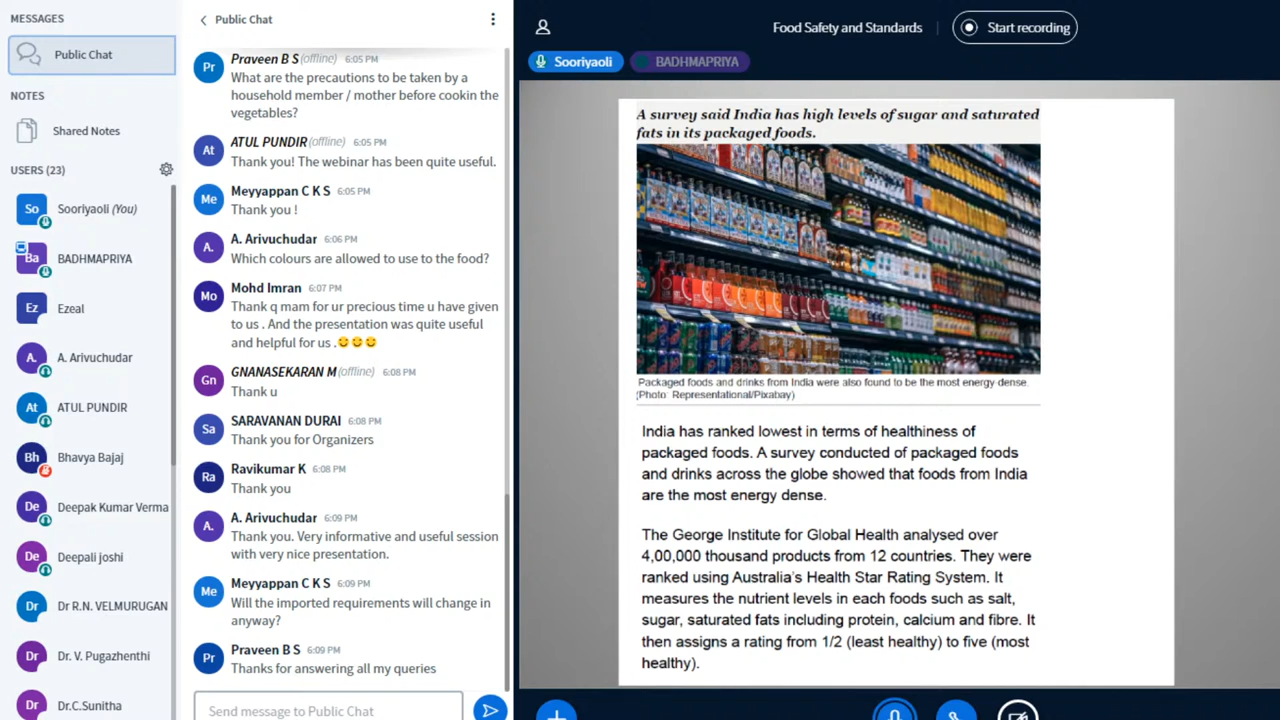 MESSAGES
Public Chat
NOTES
Shared Notes
USERS (23)
So
Sooriyaoli (You)
Ba
BADHMAPRIYA
Ez
Ezeal
A.
A. Arivuchudar
At
ATUL PUNDIR
Bh
Bhavya Bajaj
De
Deepak Kumar Verma
De
Deepali joshi
Dr
Dr R.N. VELMURUGAN
Dr
Dr. V. Pugazhenthi
Dr
Dr.C.Sunitha
Public Chat
Pr
Praveen B S (offline) 6:05 PM
What are the precautions to be taken by a
household member / mother before cookin the
vegetables?
At
ATUL PUNDIR (offline) 6:05 PM
Thank you! The webinar has been quite useful.
Me
Meyyappan C K S 6:05 PM
Thank you !
A.
A. Arivuchudar 6:06 PM
Which colours are allowed to use to the food?
Mo
Mohd Imran 6:07 PM
Thank q mam for ur precious time u have given
to us . And the presentation was quite useful
and helpful for us .
Gn
GNANASEKARAN M (offline) 6:08 PM
Thank u
Sa
SARAVANAN DURAI 6:08 PM
Thank you for Organizers
Ra
Ravikumar K 6:08 PM
Thank you
A.
A. Arivuchudar 6:09 PM
Thank you. Very informative and useful session
with very nice presentation.
Me
Meyyappan C K S 6:09 PM
Will the imported requirements will change in
anyway?
Pr
Praveen B S 6:09 PM
Thanks for answering all my queries
Send message to Public Chat
Food Safety and Standards
Start recording
Sooriyaoli
BADHMAPRIYA
A survey said India has high levels of sugar and saturated
fats in its packaged foods.
Packaged foods and drinks from India were also found to be the most energy-dense.
(Photo: Representational/Pixabay)
India has ranked lowest in terms of healthiness of
packaged foods. A survey conducted of packaged foods
and drinks across the globe showed that foods from India
are the most energy dense.
The George Institute for Global Health analysed over
4,00,000 thousand products from 12 countries. They were
ranked using Australia's Health Star Rating System. It
measures the nutrient levels in each foods such as salt,
sugar, saturated fats including protein, calcium and fibre. It
then assigns a rating from 1/2 (least healthy) to five (most
healthy).